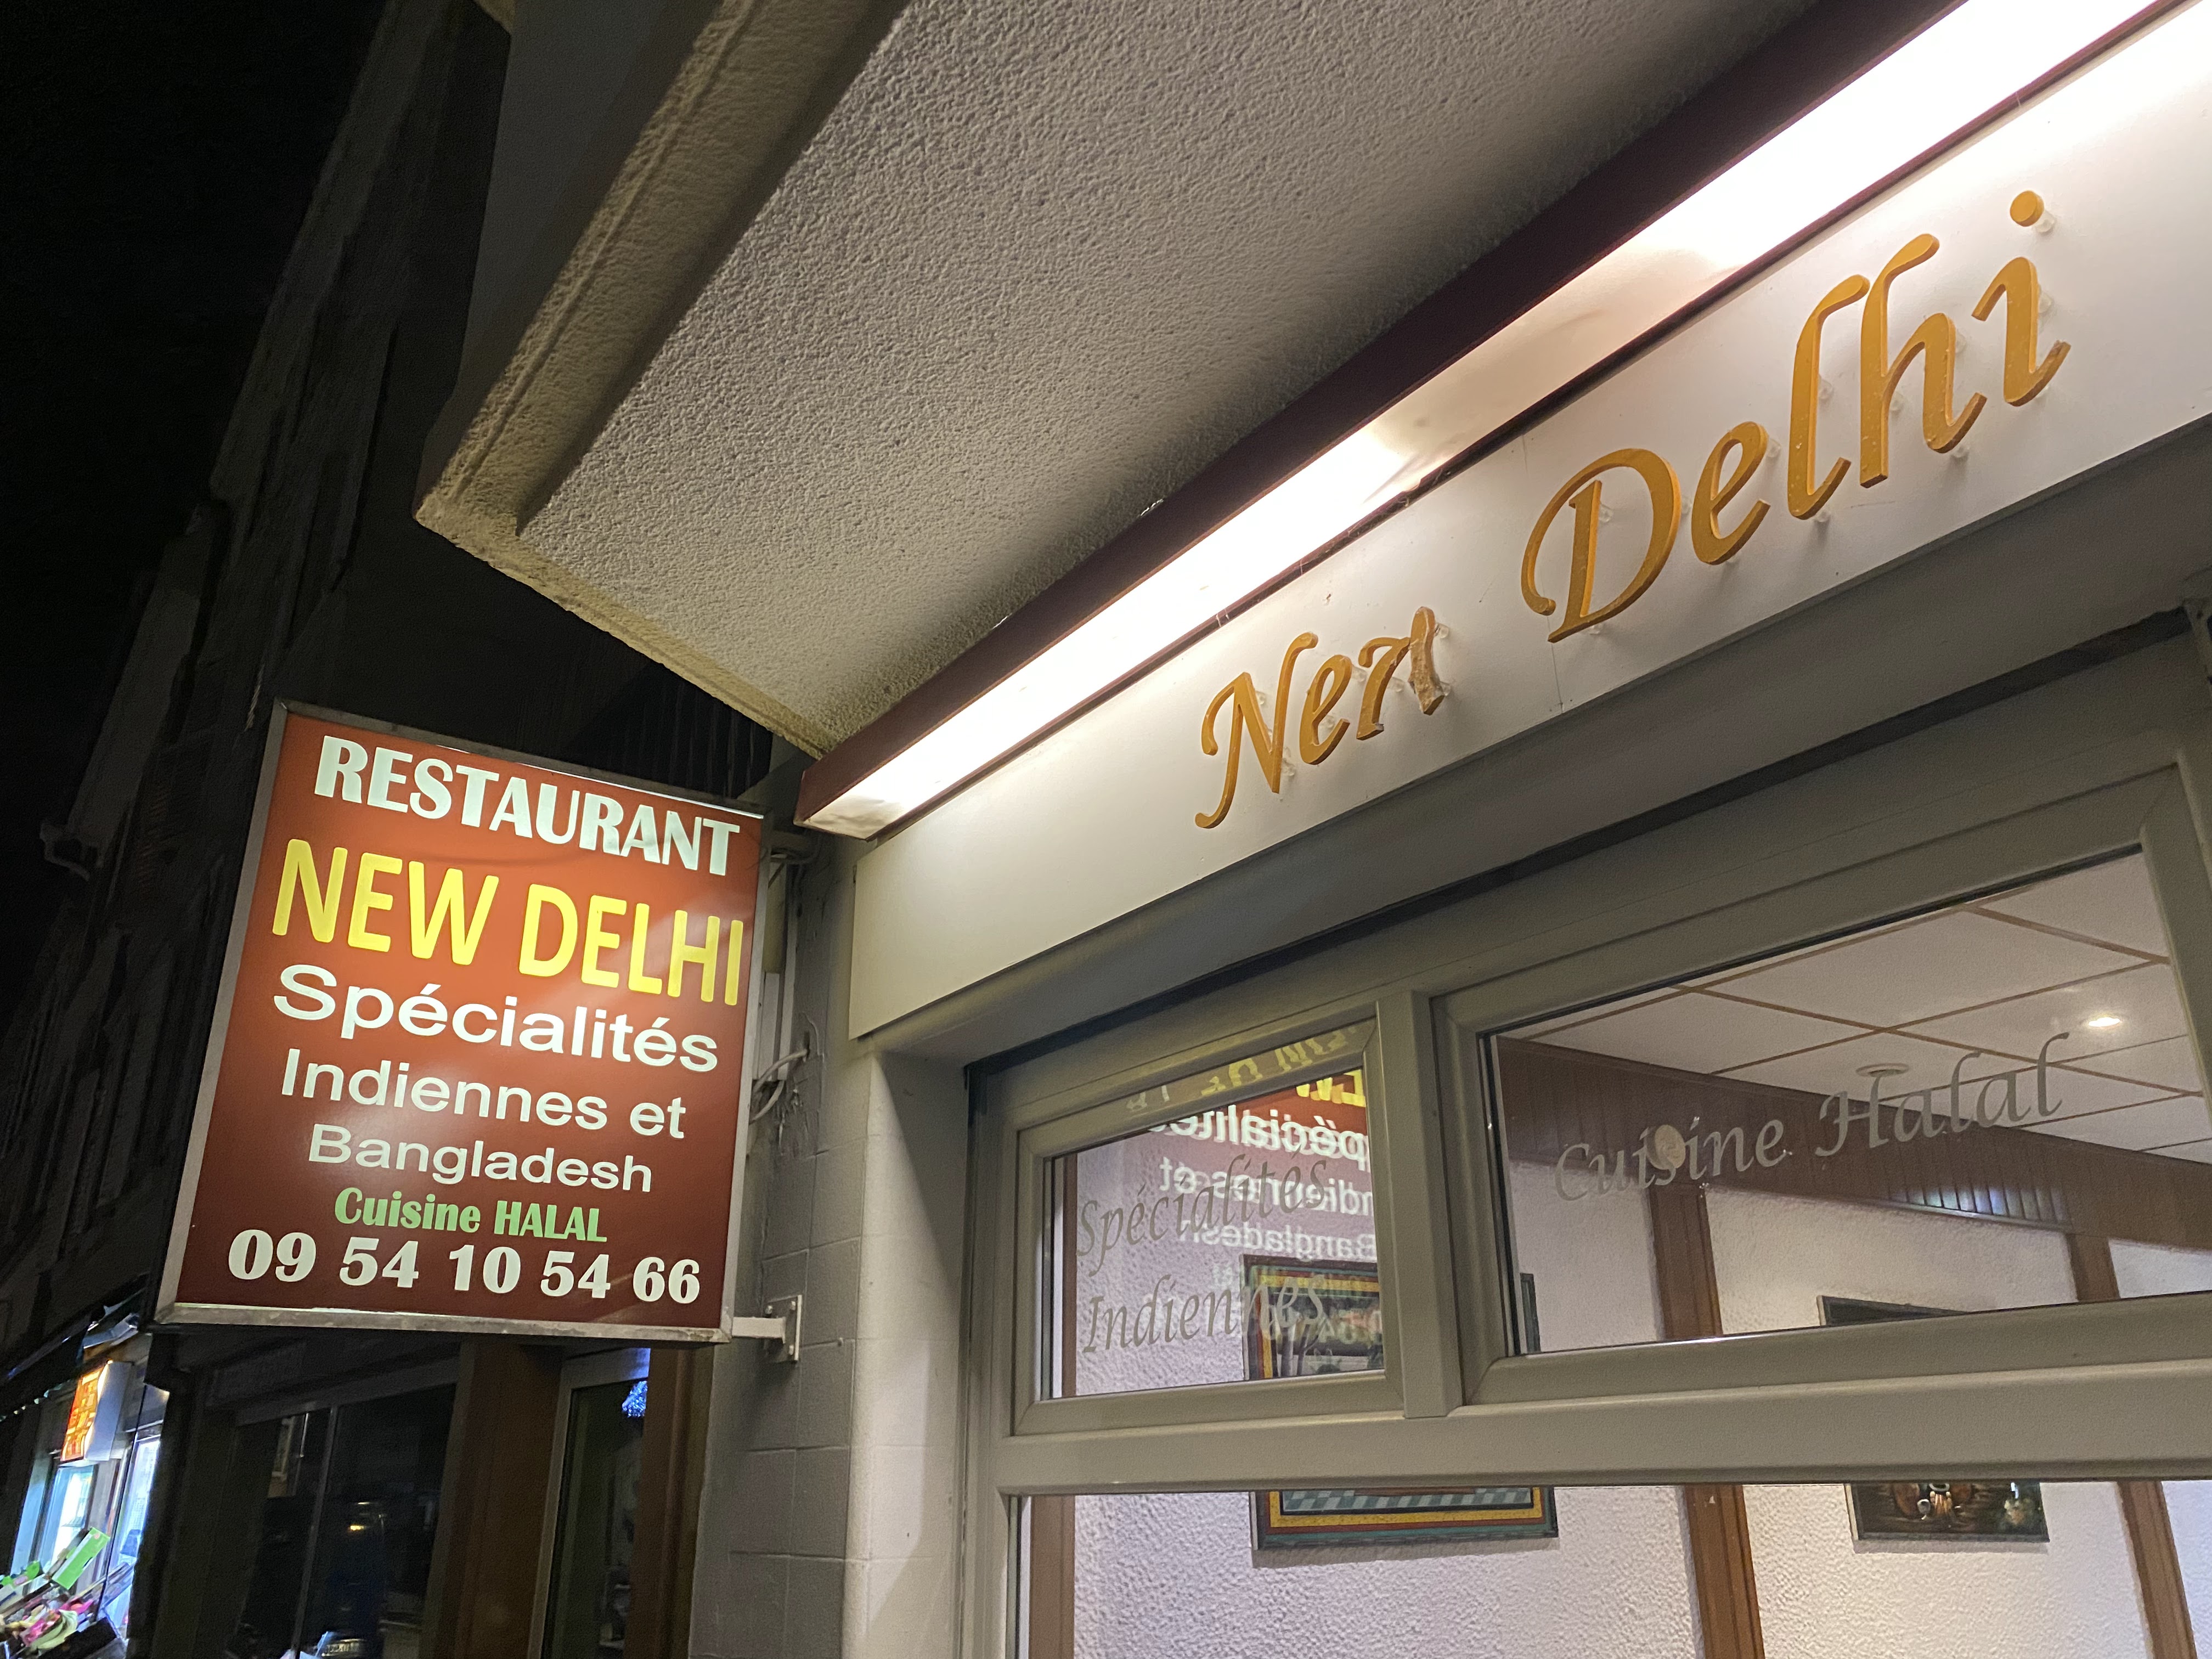 RESTAURANT
NEW DELHI
Spécialités
Indiennes et
Bangladesh
Cuisine HALAL
09 54 10 54 66
New Delhi
Spécialités
Indiennes
Cuisine Halal